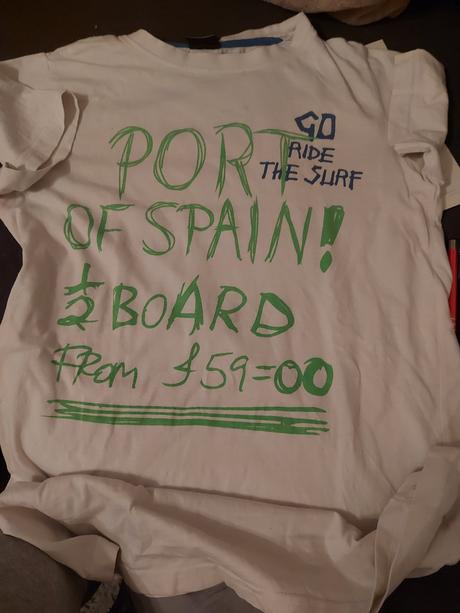 GO
RIDE
THE SURF
PORT
OF SPAIN!
½ BOARD
FROM £59=00